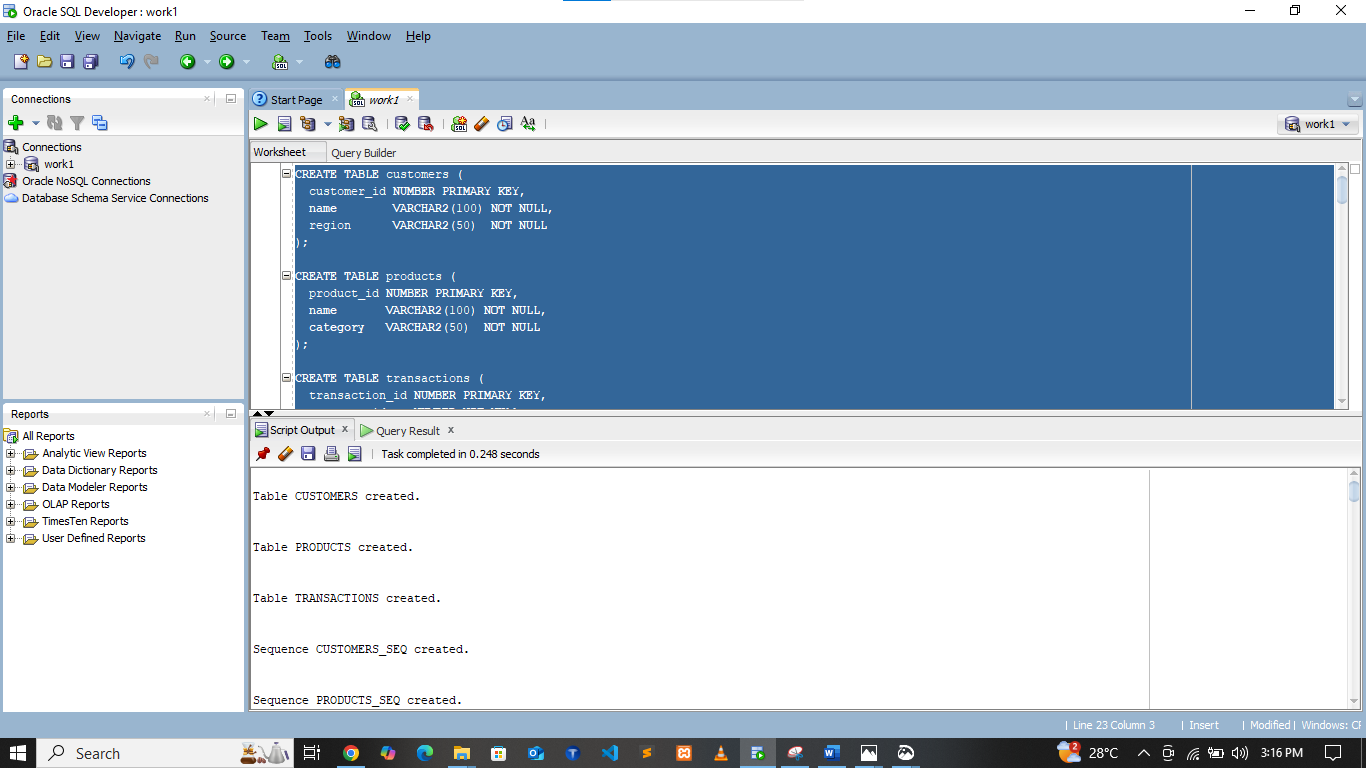 Oracle SQL Developer : work1
File Edit View Navigate Run Source Team Tools Window Help
Connections
Connections
work1
Oracle NoSQL Connections
Database Schema Service Connections
Reports
All Reports
Analytic View Reports
Data Dictionary Reports
Data Modeler Reports
OLAP Reports
TimesTen Reports
User Defined Reports
Start Page
work1
work1
Worksheet Query Builder
CREATE TABLE customers (
customer_id NUMBER PRIMARY KEY,
name VARCHAR2(100) NOT NULL,
region VARCHAR2(50) NOT NULL
);
CREATE TABLE products (
product_id NUMBER PRIMARY KEY,
name VARCHAR2(100) NOT NULL,
category VARCHAR2(50) NOT NULL
);
CREATE TABLE transactions (
transaction_id NUMBER PRIMARY KEY,
Script Output Query Result
Task completed in 0.248 seconds
Table CUSTOMERS created.
Table PRODUCTS created.
Table TRANSACTIONS created.
Sequence CUSTOMERS_SEQ created.
Sequence PRODUCTS_SEQ created.
Line 23 Column 3 | Insert | Modified | Windows: CR
Search
2
28°C
3:16 PM